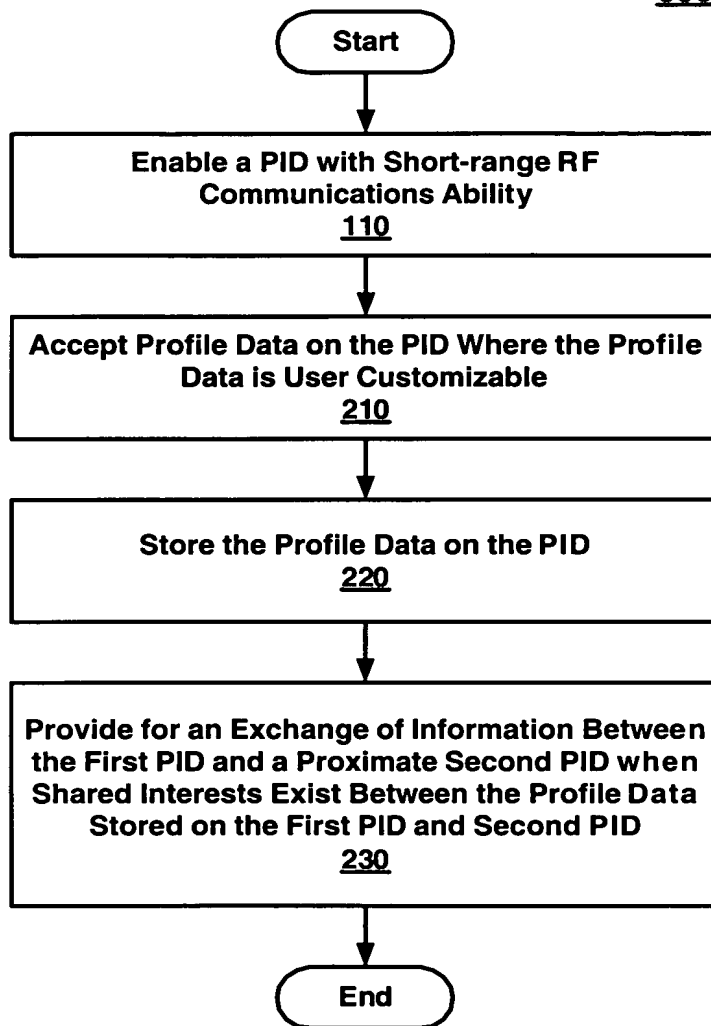 Start
Enable a PID with Short-range RF
Communications Ability
110
Accept Profile Data on the PID Where the Profile
Data is User Customizable
210
Store the Profile Data on the PID
220
Provide for an Exchange of Information Between
the First PID and a Proximate Second PID when
Shared Interests Exist Between the Profile Data
Stored on the First PID and Second PID
230
End